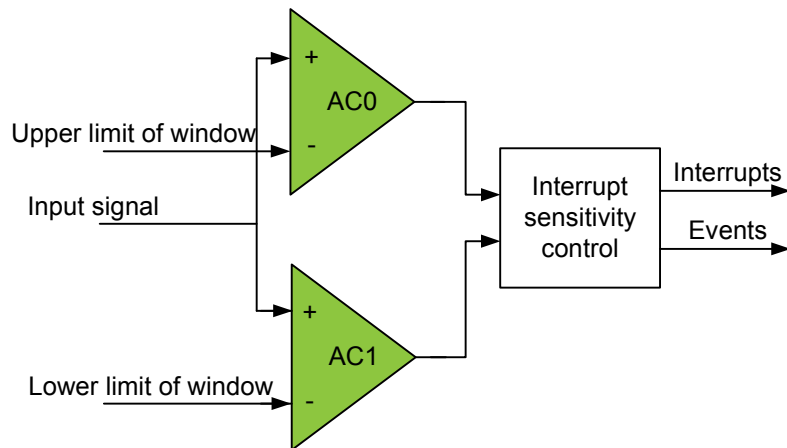 +
AC0
Upper limit of window
-
Input signal
Interrupt
sensitivity
control
Interrupts
Events
+
AC1
Lower limit of window
-